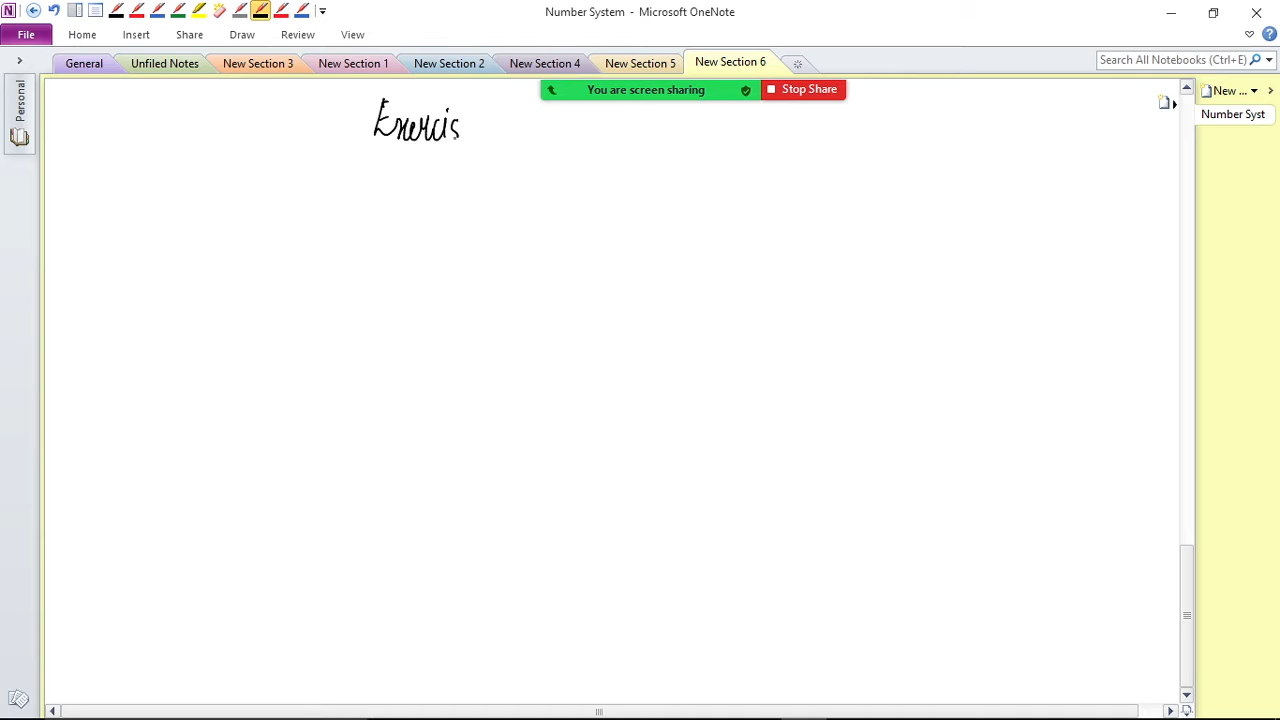 Number System - Microsoft OneNote
File Home Insert Share Draw Review View
General Unfiled Notes New Section 3 New Section 1 New Section 2 New Section 4 New Section 5 New Section 6
Search All Notebooks (Ctrl+E)
You are screen sharing Stop Share
New ...
Personal
Number Syst
Exercis